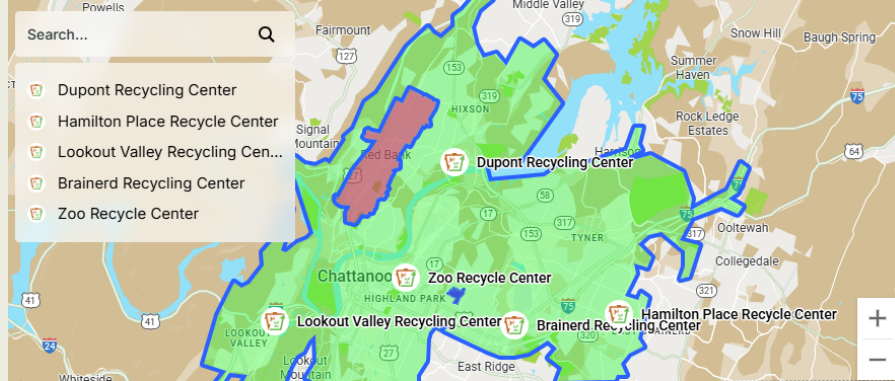 Powells
Middle Valley
319
Search...
Fairmount
Snow Hill
Baugh Spring
127
153
Summer
Haven
75
Dupont Recycling Center
319
HIXSON
Hamilton Place Recycle Center
Rock Ledge
Estates
Signal
Mountain
Lookout Valley Recycling Cen...
Red Bank
Harrison
64
Dupont Recycling Center
27
Brainerd Recycling Center
58
Zoo Recycle Center
17
317
75
153
TYNER
317
Ooltewah
Collegedale
17
Chattanoo
Zoo Recycle Center
321
41
HIGHLAND PARK
75
41
Hamilton Place Recycle Center
Lookout Valley Recycling Center
Brainerd Recycling Center
LOOKOUT
VALLEY
320
24
27
Lookout
Mountain
East Ridge
Whiteside
+
−